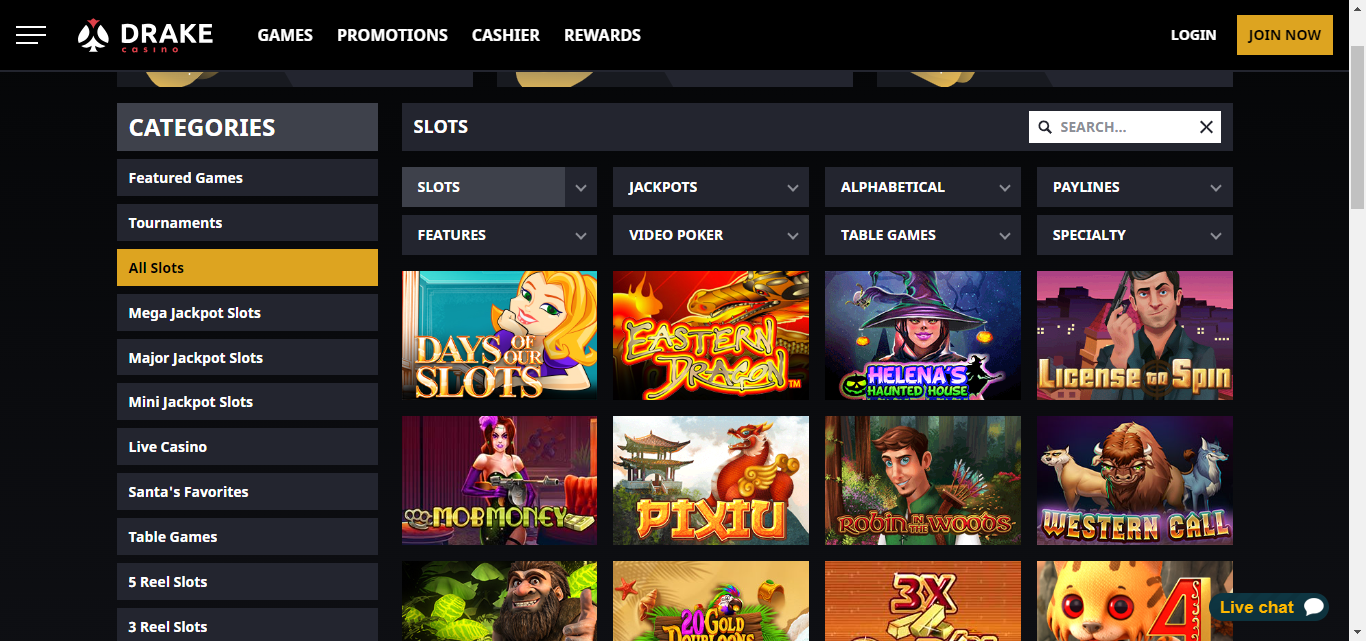 DRAKE
casino
GAMES
PROMOTIONS
CASHIER
REWARDS
LOGIN
JOIN NOW
CATEGORIES
Featured Games
Tournaments
All Slots
Mega Jackpot Slots
Major Jackpot Slots
Mini Jackpot Slots
Live Casino
Santa's Favorites
Table Games
5 Reel Slots
3 Reel Slots
SLOTS
SEARCH...
SLOTS
JACKPOTS
ALPHABETICAL
PAYLINES
FEATURES
VIDEO POKER
TABLE GAMES
SPECIALTY
DAYS OF OUR
SLOTS
EASTERN
DRAGON TM
HELENA'S
HAUNTED HOUSE
License to Spin
MOBMONEY
PIXIU
ROBIN IN THE WOODS
WESTERN CALL
20 GOLD
DOUBLOONS
3X
4
Live chat